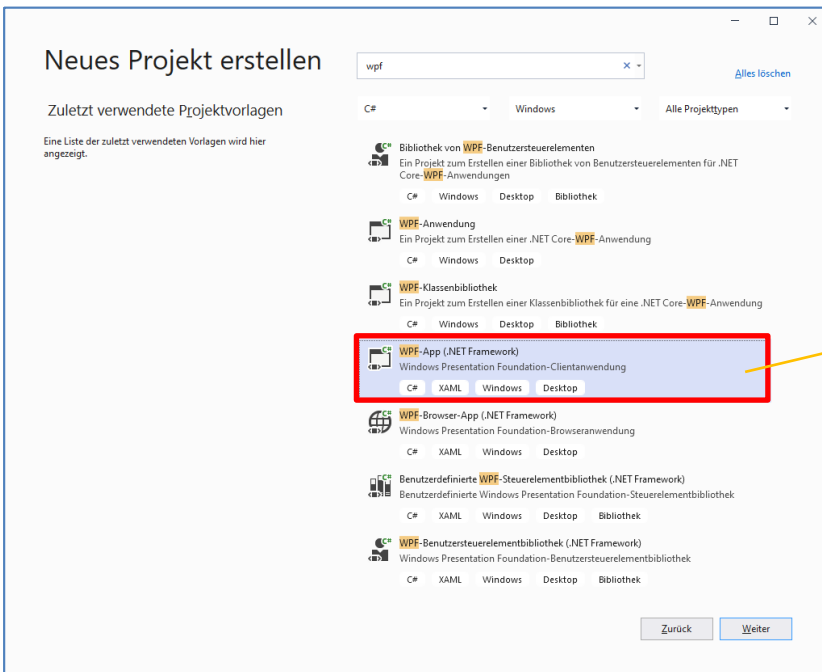 Neues Projekt erstellen
wpf
Alles löschen
Zuletzt verwendete Projektvorlagen
C#
Windows
Alle Projekttypen
Eine Liste der zuletzt verwendeten Vorlagen wird hier
angezeigt.
C#
Bibliothek von WPF-Benutzersteuerelementen
Ein Projekt zum Erstellen einer Bibliothek von Benutzersteuerelementen für .NET
Core-WPF-Anwendungen
C# Windows Desktop Bibliothek
C#
WPF-Anwendung
Ein Projekt zum Erstellen einer .NET Core-WPF-Anwendung
C# Windows Desktop
C#
WPF-Klassenbibliothek
Ein Projekt zum Erstellen einer Klassenbibliothek für eine .NET Core-WPF-Anwendung
C# Windows Desktop Bibliothek
C#
WPF-App (.NET Framework)
Windows Presentation Foundation-Clientanwendung
C# XAML Windows Desktop
C#
WPF-Browser-App (.NET Framework)
Windows Presentation Foundation-Browseranwendung
C# XAML Windows Desktop
C#
Benutzerdefinierte WPF-Steuerelementbibliothek (.NET Framework)
Benutzerdefinierte Windows Presentation Foundation-Steuerelementbibliothek
C# XAML Windows Desktop Bibliothek
C#
WPF-Benutzersteuerelementbibliothek (.NET Framework)
Windows Presentation Foundation-Benutzersteuerelementbibliothek
C# XAML Windows Desktop Bibliothek
Zurück
Weiter